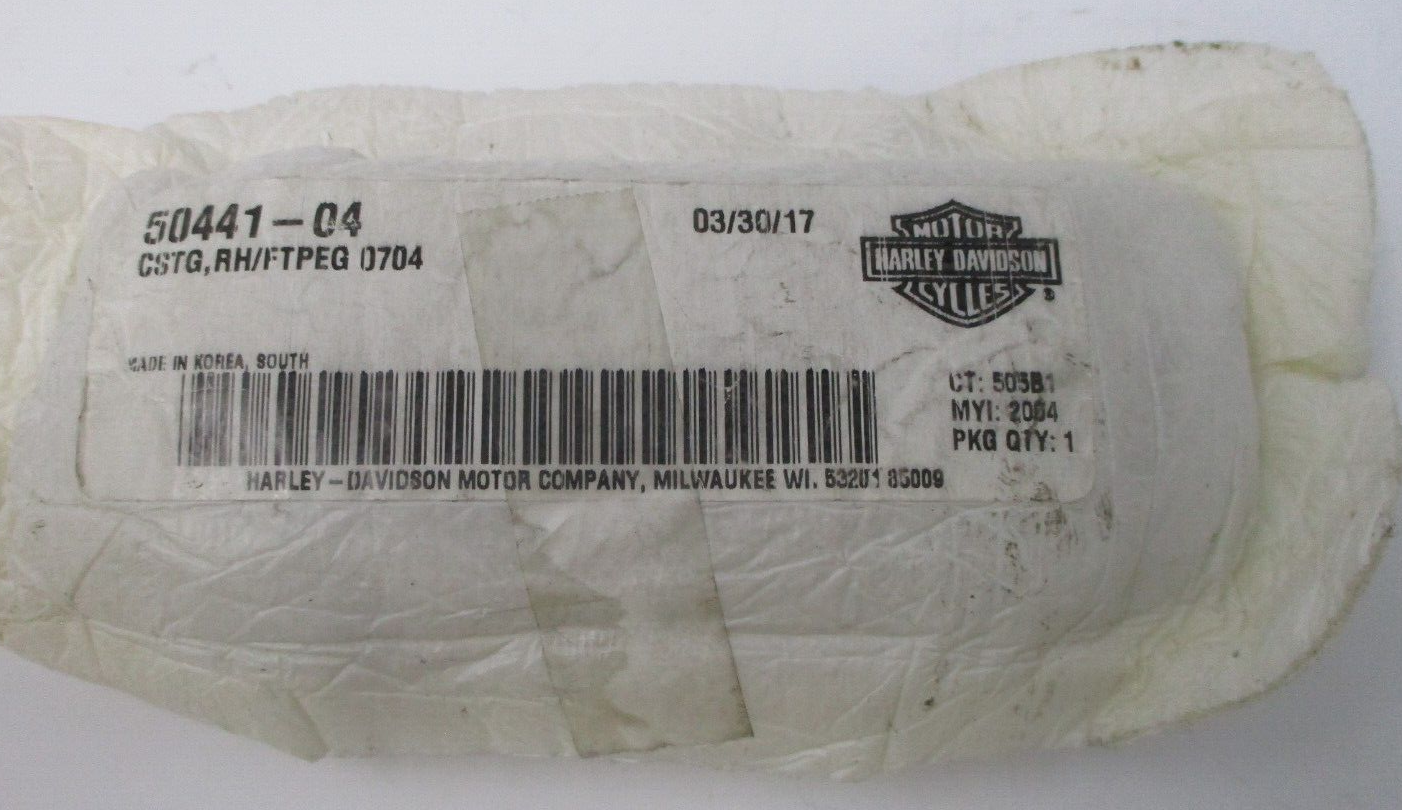 50441-04
CSTG,RH/FTPEG 0704
03/30/17
MOTOR
HARLEY DAVIDSON
CYCLES
®
MADE IN KOREA, SOUTH
CT: 505B1
MYI: 2004
PKG QTY: 1
HARLEY-DAVIDSON MOTOR COMPANY, MILWAUKEE WI. 53201 85009